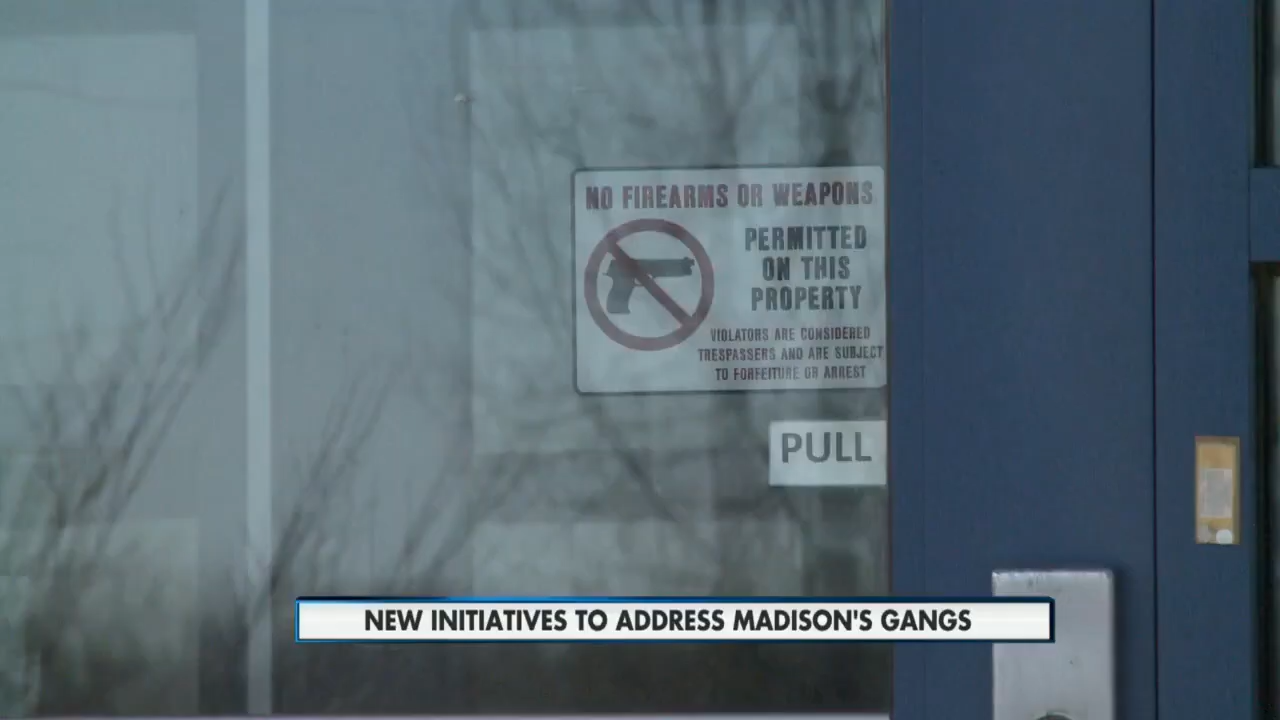 NO FIREARMS OR WEAPONS
PERMITTED
ON THIS
PROPERTY
VIOLATORS ARE CONSIDERED
TRESPASSERS AND ARE SUBJECT
TO FORFEITURE OR ARREST
PULL
NEW INITIATIVES TO ADDRESS MADISON'S GANGS